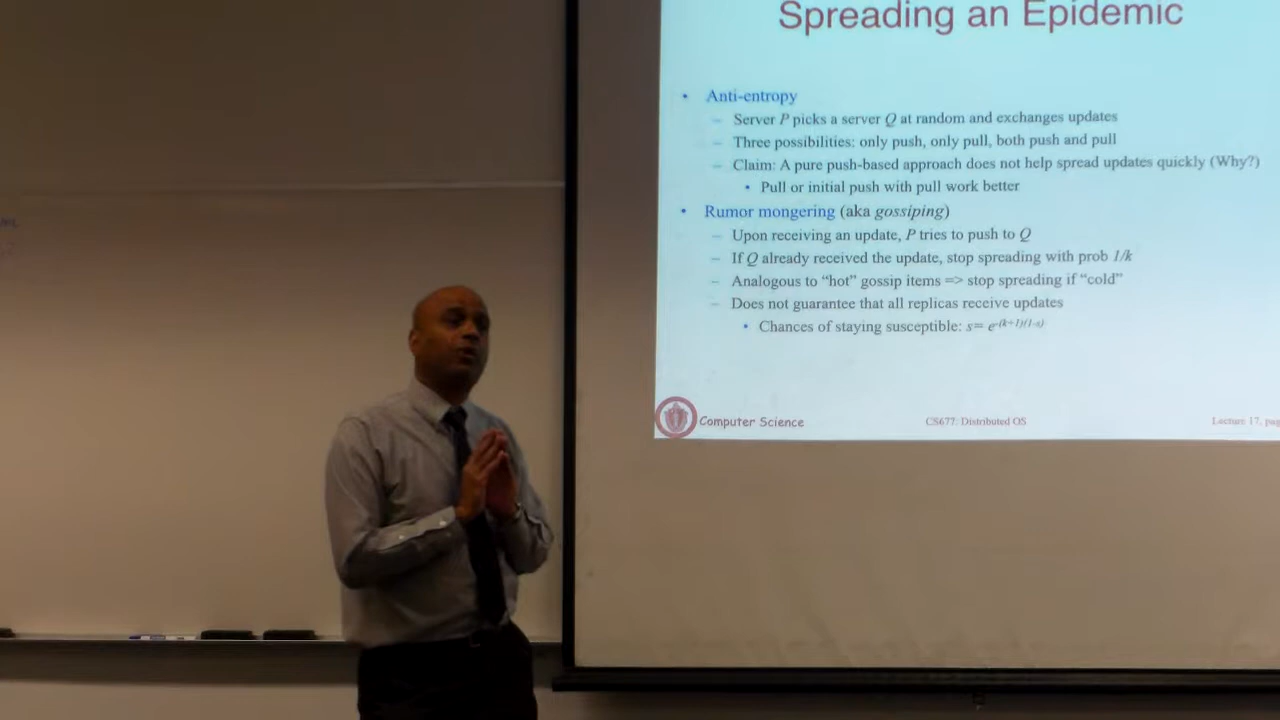 Spreading an Epidemic
• Anti-entropy
– Server P picks a server Q at random and exchanges updates
– Three possibilities: only push, only pull, both push and pull
– Claim: A pure push-based approach does not help spread updates quickly (Why?)
• Pull or initial push with pull work better
• Rumor mongering (aka gossiping)
– Upon receiving an update, P tries to push to Q
– If Q already received the update, stop spreading with prob 1/k
– Analogous to “hot” gossip items => stop spreading if “cold”
– Does not guarantee that all replicas receive updates
• Chances of staying susceptible: s= e-(k+1)(1-s)
Computer Science
CS677: Distributed OS
Lecture 17,